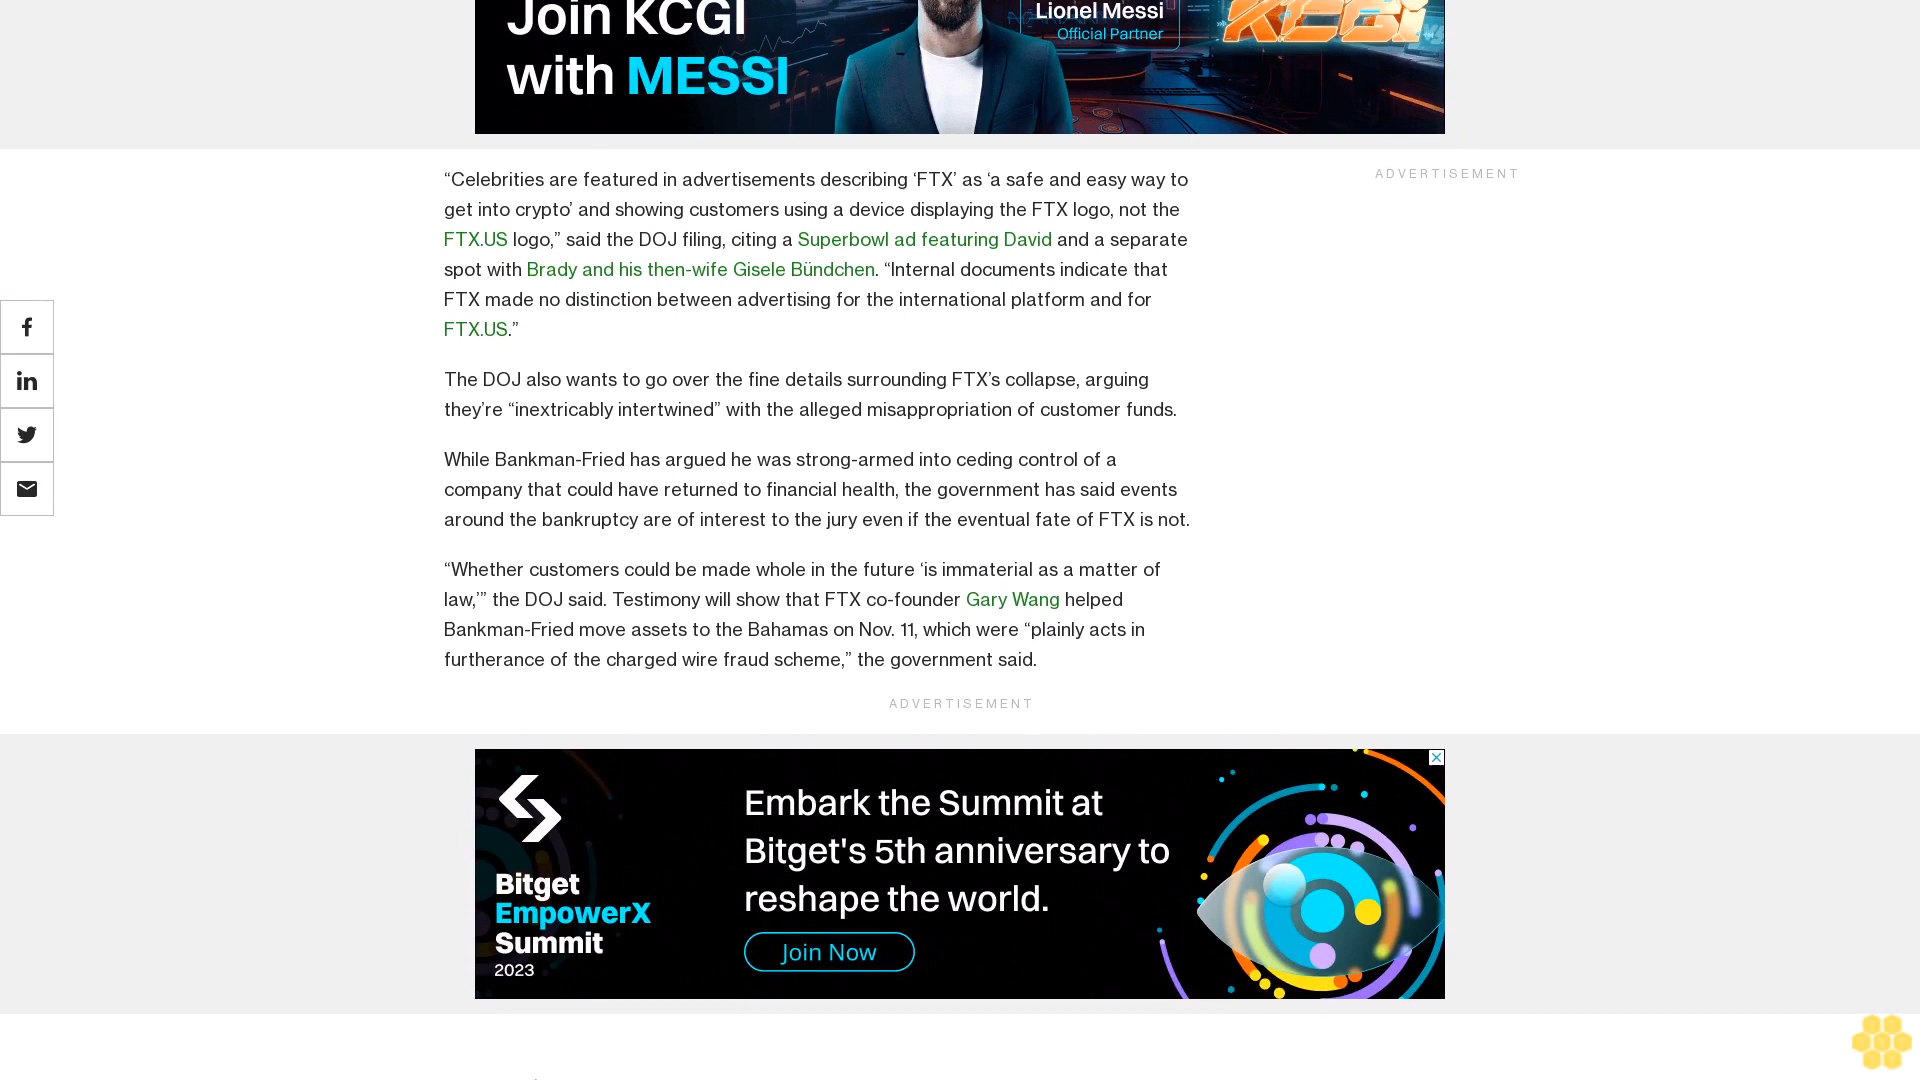 Join KCGI
with MESSI
Lionel Messi
Official Partner
KCGI
ADVERTISEMENT
“Celebrities are featured in advertisements describing ‘FTX’ as ‘a safe and easy way to
get into crypto’ and showing customers using a device displaying the FTX logo, not the
FTX.US logo,” said the DOJ filing, citing a Superbowl ad featuring David and a separate
spot with Brady and his then-wife Gisele Bündchen. “Internal documents indicate that
FTX made no distinction between advertising for the international platform and for
FTX.US.”
The DOJ also wants to go over the fine details surrounding FTX’s collapse, arguing
they’re “inextricably intertwined” with the alleged misappropriation of customer funds.
While Bankman-Fried has argued he was strong-armed into ceding control of a
company that could have returned to financial health, the government has said events
around the bankruptcy are of interest to the jury even if the eventual fate of FTX is not.
“Whether customers could be made whole in the future ‘is immaterial as a matter of
law,’” the DOJ said. Testimony will show that FTX co-founder Gary Wang helped
Bankman-Fried move assets to the Bahamas on Nov. 11, which were “plainly acts in
furtherance of the charged wire fraud scheme,” the government said.
ADVERTISEMENT
Bitget
EmpowerX
Summit
2023
Embark the Summit at
Bitget's 5th anniversary to
reshape the world.
Join Now